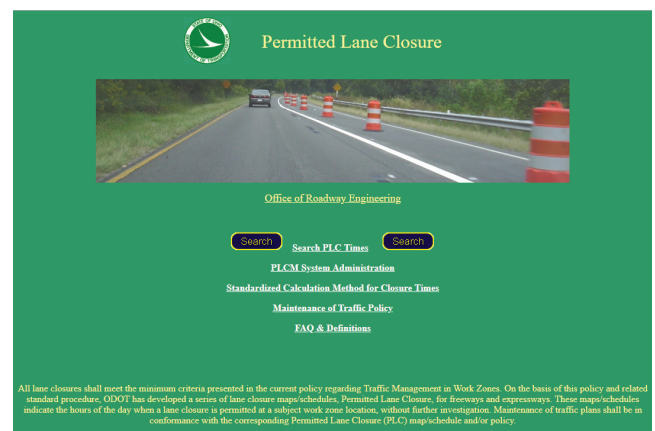 STATE OF OHIO
DEPARTMENT OF TRANSPORTATION
Permitted Lane Closure
Office of Roadway Engineering
Search Search PLC Times Search
PLCM System Administration
Standardized Calculation Method for Closure Times
Maintenance of Traffic Policy
FAQ & Definitions
All lane closures shall meet the minimum criteria presented in the current policy regarding Traffic Management in Work Zones. On the basis of this policy and related
standard procedure, ODOT has developed a series of lane closure maps/schedules, Permitted Lane Closure, for freeways and expressways. These maps/schedules
indicate the hours of the day when a lane closure is permitted at a subject work zone location, without further investigation. Maintenance of traffic plans shall be in
conformance with the corresponding Permitted Lane Closure (PLC) map/schedule and/or policy.